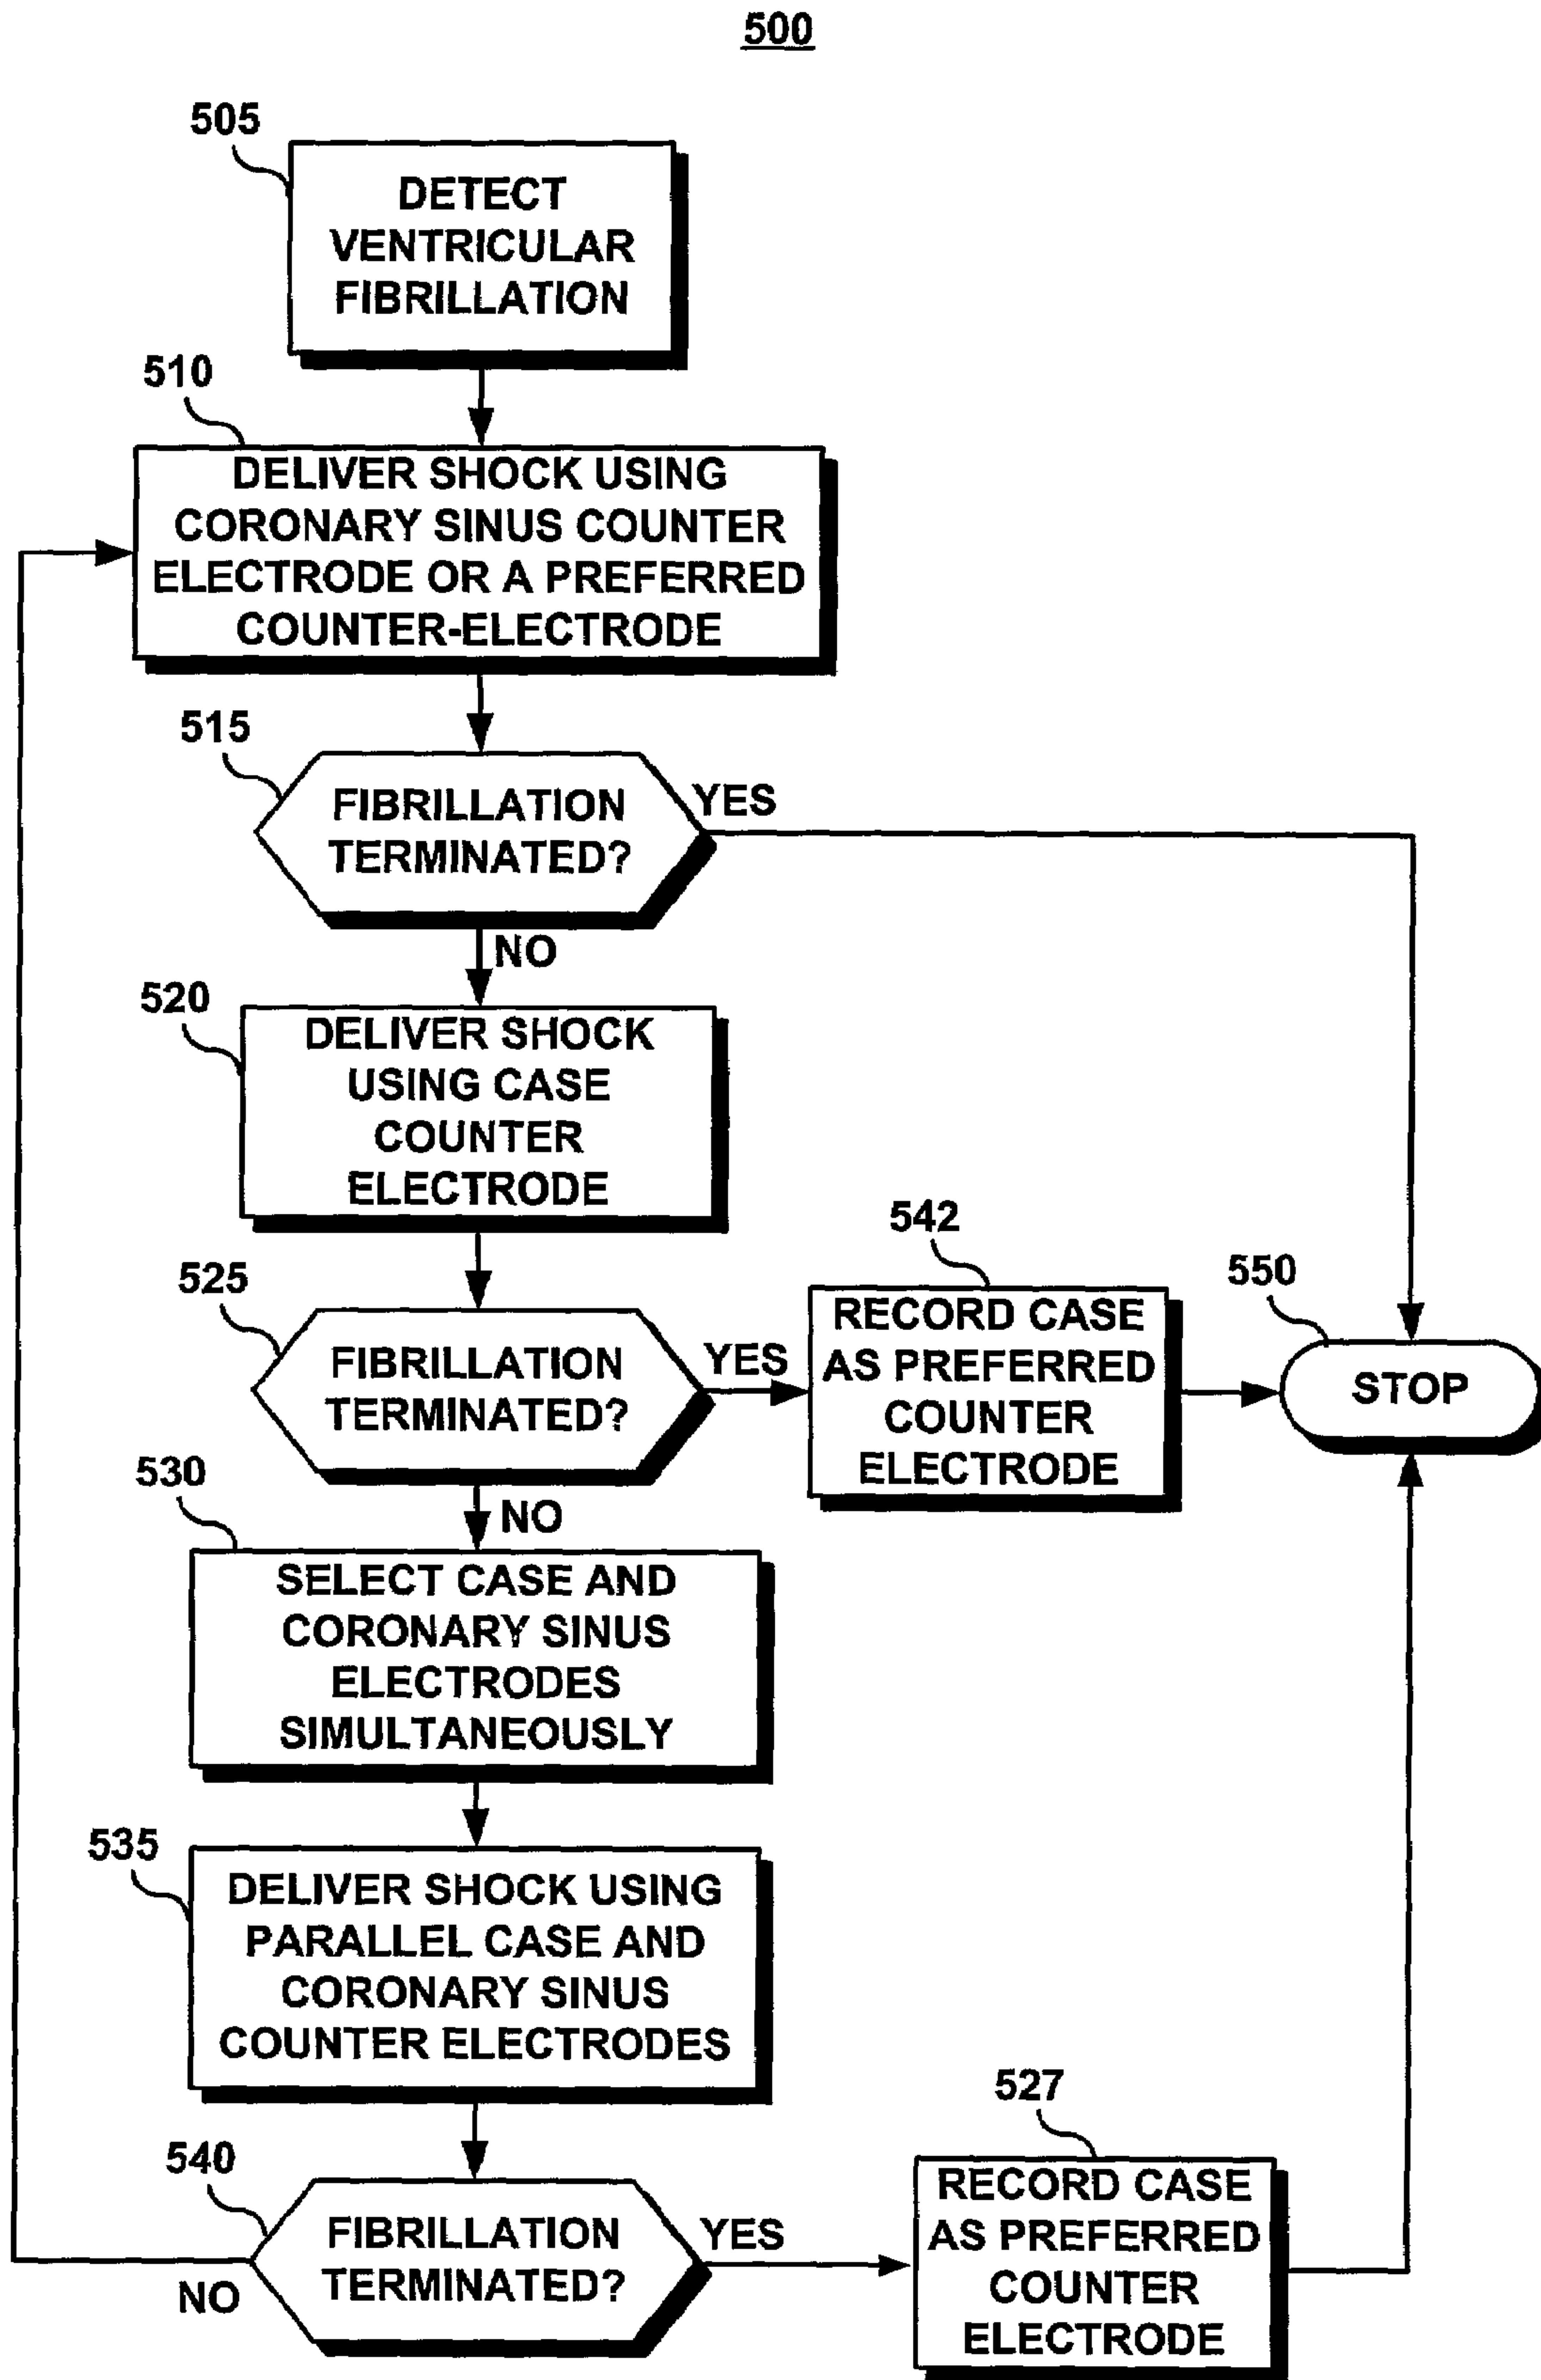 500
505
DETECT
VENTRICULAR
FIBRILLATION
510
DELIVER SHOCK USING
CORONARY SINUS COUNTER
ELECTRODE OR A PREFERRED
COUNTER-ELECTRODE
515
FIBRILLATION
TERMINATED?
YES
NO
520
DELIVER SHOCK
USING CASE
COUNTER
ELECTRODE
525
FIBRILLATION
TERMINATED?
YES
542
RECORD CASE
AS PREFERRED
COUNTER
ELECTRODE
550
STOP
NO
530
SELECT CASE AND
CORONARY SINUS
ELECTRODES
SIMULTANEOUSLY
535
DELIVER SHOCK USING
PARALLEL CASE AND
CORONARY SINUS
COUNTER ELECTRODES
540
FIBRILLATION
TERMINATED?
NO
YES
527
RECORD CASE
AS PREFERRED
COUNTER
ELECTRODE